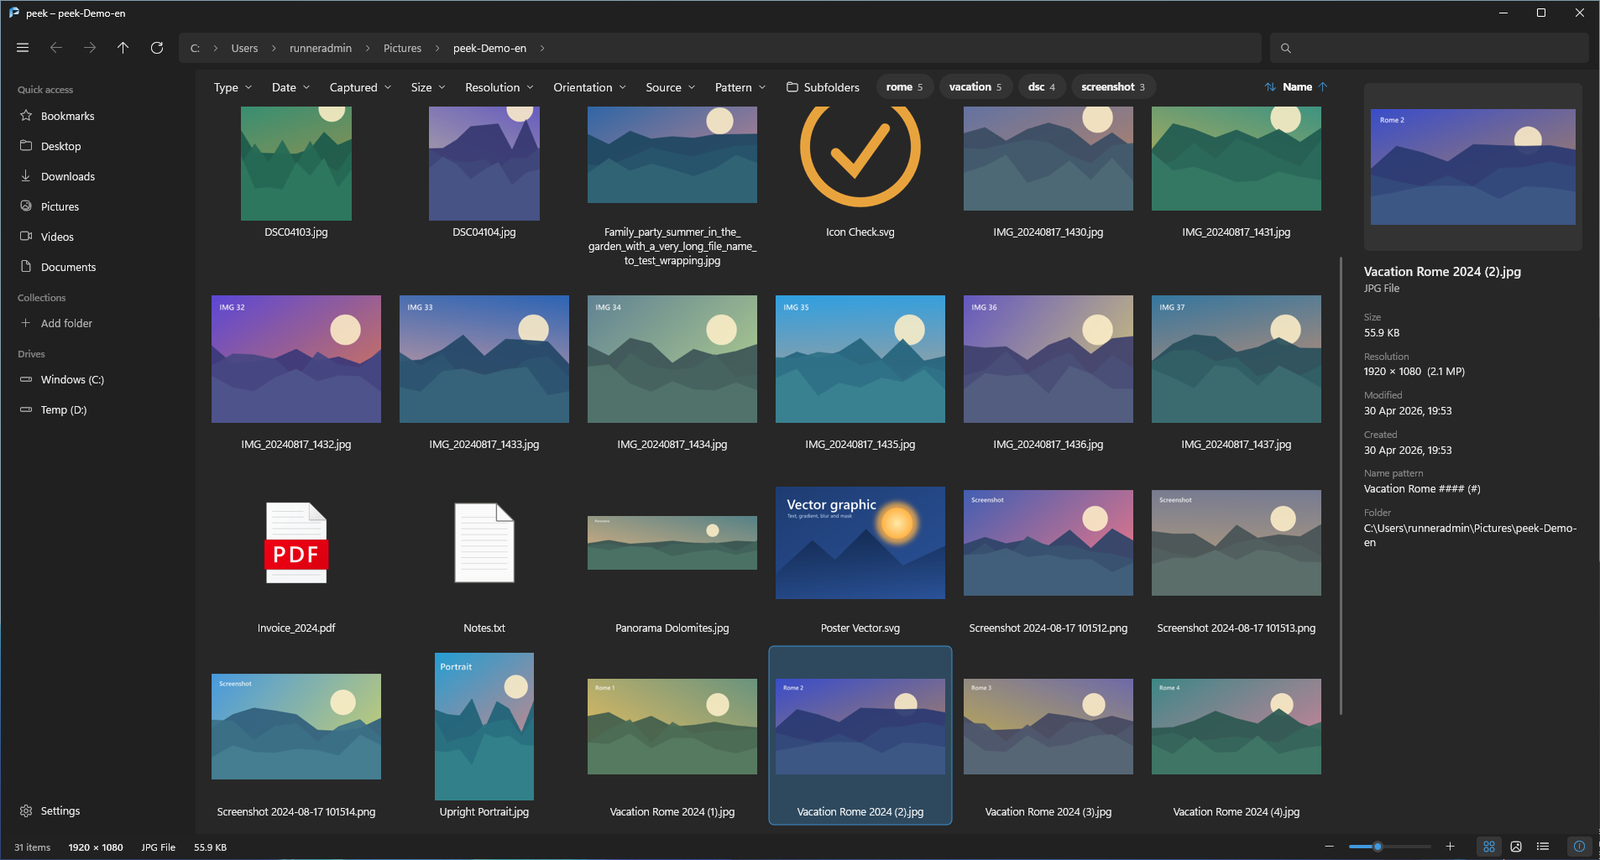 peek – peek-Demo-en
C: Users runneradmin Pictures peek-Demo-en
Quick access
Bookmarks
Desktop
Downloads
Pictures
Videos
Documents
Collections
Add folder
Drives
Windows (C:)
Temp (D:)
Settings
Type Date Captured Size Resolution Orientation Source Pattern Subfolders rome 5 vacation 5 dsc 4 screenshot 3 Name
DSC04103.jpg
DSC04104.jpg
Family_party_summer_in_the_
garden_with_a_very_long_file_name_
to_test_wrapping.jpg
Icon Check.svg
IMG_20240817_1430.jpg
IMG_20240817_1431.jpg
IMG 32
IMG 33
IMG 34
IMG 35
IMG 36
IMG 37
IMG_20240817_1432.jpg
IMG_20240817_1433.jpg
IMG_20240817_1434.jpg
IMG_20240817_1435.jpg
IMG_20240817_1436.jpg
IMG_20240817_1437.jpg
PDF
Panorama
Vector graphic
Text, gradient, blur and mask
Screenshot
Screenshot
Invoice_2024.pdf
Notes.txt
Panorama Dolomites.jpg
Poster Vector.svg
Screenshot 2024-08-17 101512.png
Screenshot 2024-08-17 101513.png
Screenshot
Portrait
Rome 1
Rome 2
Rome 3
Rome 4
Screenshot 2024-08-17 101514.png
Upright Portrait.jpg
Vacation Rome 2024 (1).jpg
Vacation Rome 2024 (2).jpg
Vacation Rome 2024 (3).jpg
Vacation Rome 2024 (4).jpg
Rome 2
Vacation Rome 2024 (2).jpg
JPG File
Size
55.9 KB
Resolution
1920 × 1080 (2.1 MP)
Modified
30 Apr 2026, 19:53
Created
30 Apr 2026, 19:53
Name pattern
Vacation Rome #### (#)
Folder
C:\Users\runneradmin\Pictures\peek-Demo-
en
31 items 1920 × 1080 JPG File 55.9 KB